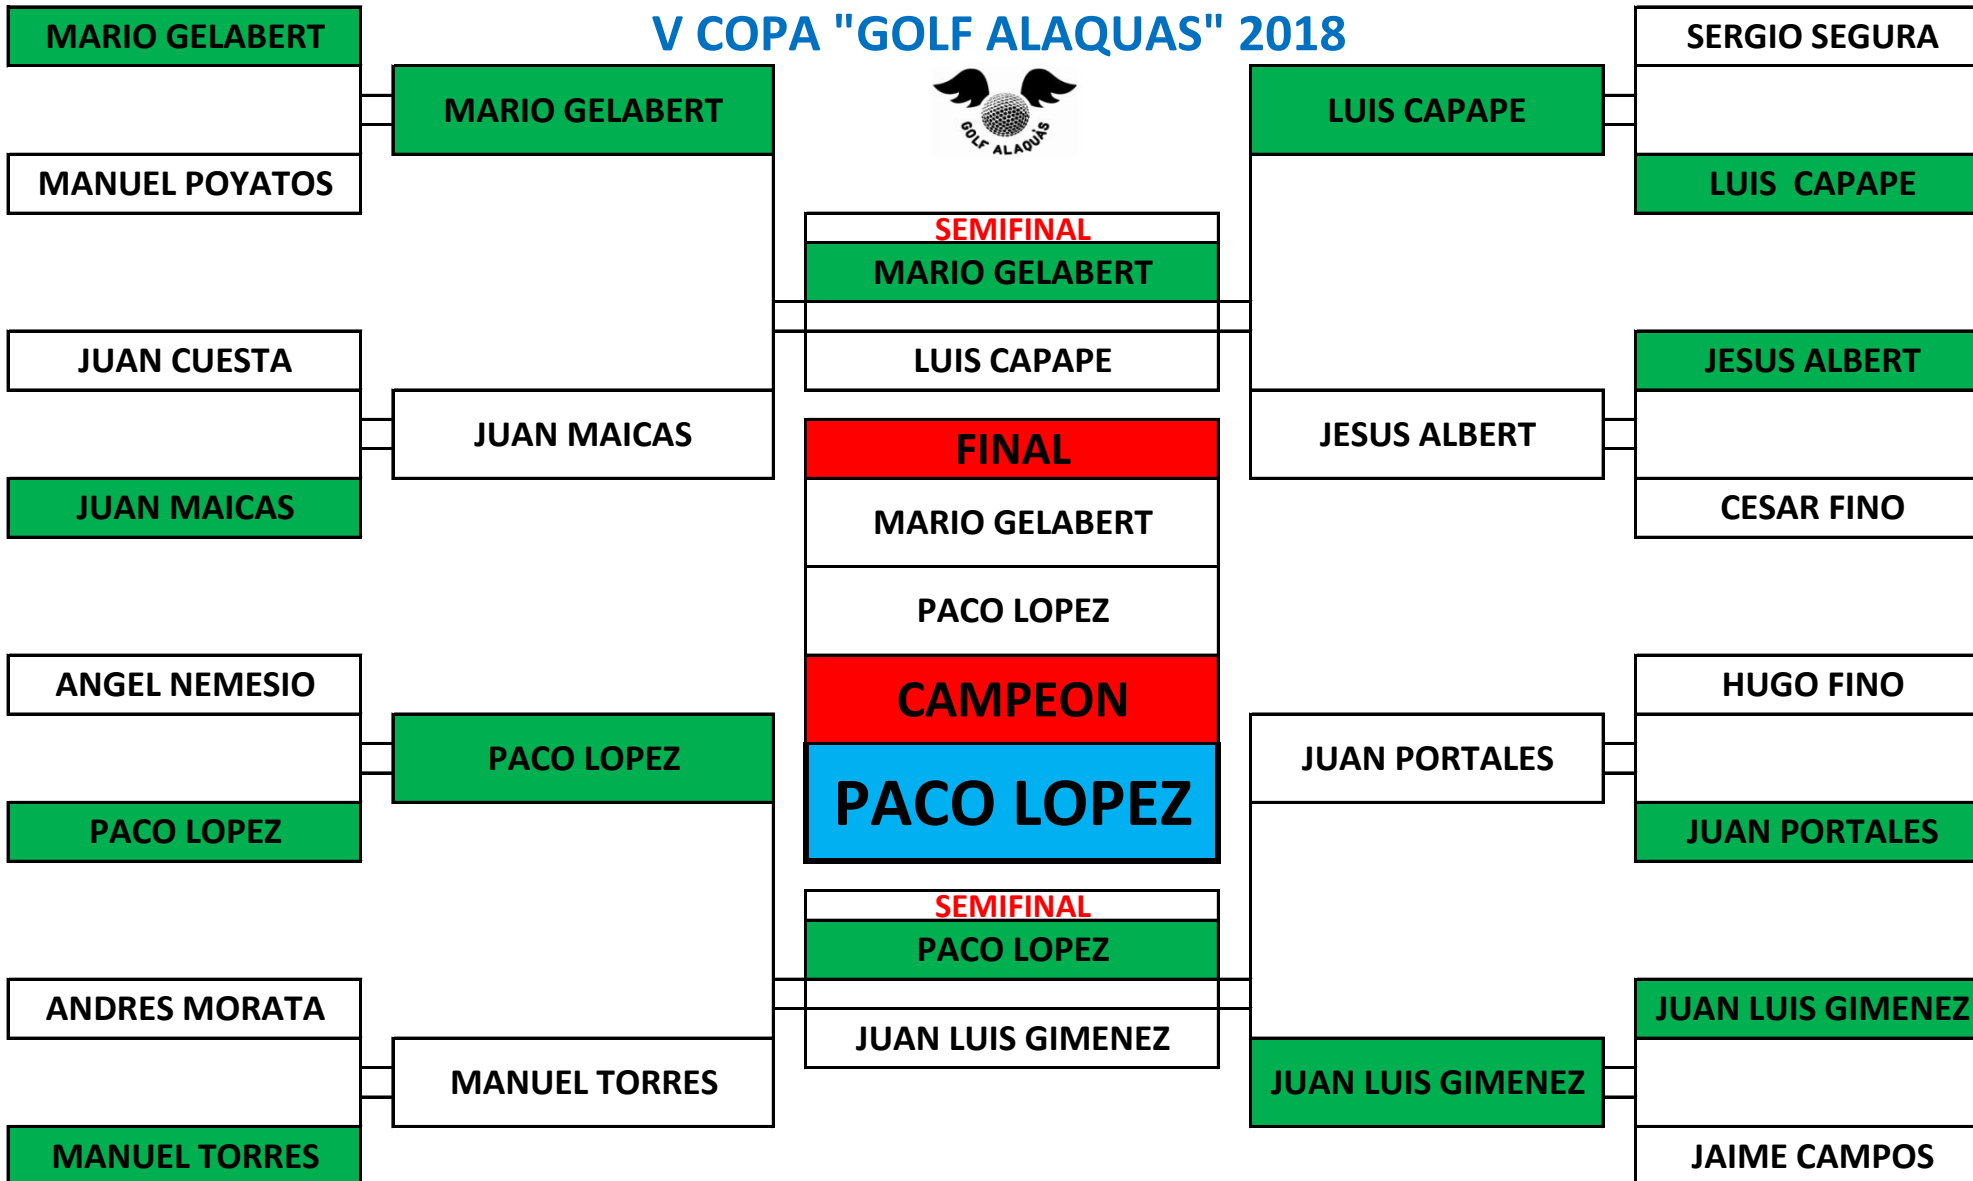 V COPA "GOLF ALAQUAS" 2018
GOLF ALAQUÀS
MARIO GELABERT
MANUEL POYATOS
JUAN CUESTA
JUAN MAICAS
ANGEL NEMESIO
PACO LOPEZ
ANDRES MORATA
MANUEL TORRES
MARIO GELABERT
JUAN MAICAS
PACO LOPEZ
MANUEL TORRES
SEMIFINAL
MARIO GELABERT
LUIS CAPAPE
FINAL
MARIO GELABERT
PACO LOPEZ
CAMPEON
PACO LOPEZ
SEMIFINAL
PACO LOPEZ
JUAN LUIS GIMENEZ
LUIS CAPAPE
JESUS ALBERT
JUAN PORTALES
JUAN LUIS GIMENEZ
SERGIO SEGURA
LUIS  CAPAPE
JESUS ALBERT
CESAR FINO
HUGO FINO
JUAN PORTALES
JUAN LUIS GIMENEZ
JAIME CAMPOS